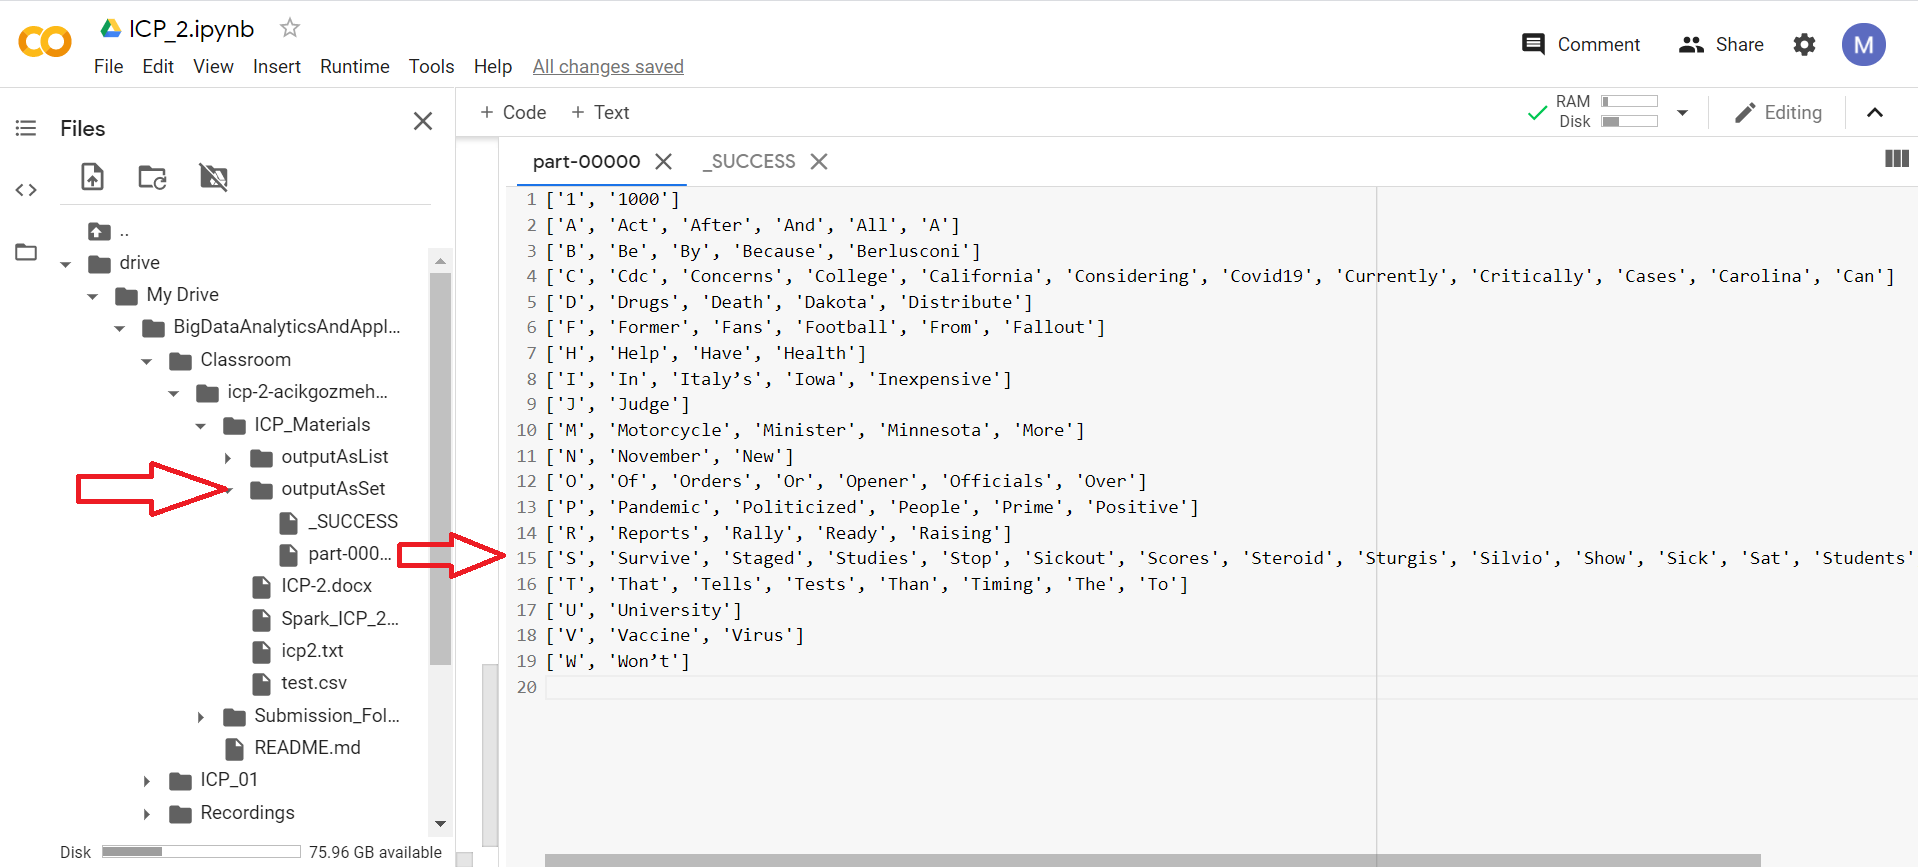 ICP_2.ipynb
File Edit View Insert Runtime Tools Help All changes saved
Comment Share M
Files
+ Code + Text
RAM
Disk
Editing
part-00000 _SUCCESS
..
drive
My Drive
BigDataAnalyticsAndAppl...
Classroom
icp-2-acikgozmeh...
ICP_Materials
outputAsList
outputAsSet
_SUCCESS
part-000...
ICP-2.docx
Spark_ICP_2...
icp2.txt
test.csv
Submission_Fol...
README.md
ICP_01
Recordings
Disk 75.96 GB available
1 ['1', '1000']
2 ['A', 'Act', 'After', 'And', 'All', 'A']
3 ['B', 'Be', 'By', 'Because', 'Berlusconi']
4 ['C', 'Cdc', 'Concerns', 'College', 'California', 'Considering', 'Covid19', 'Currently', 'Critically', 'Cases', 'Carolina', 'Can']
5 ['D', 'Drugs', 'Death', 'Dakota', 'Distribute']
6 ['F', 'Former', 'Fans', 'Football', 'From', 'Fallout']
7 ['H', 'Help', 'Have', 'Health']
8 ['I', 'In', 'Italy’s', 'Iowa', 'Inexpensive']
9 ['J', 'Judge']
10 ['M', 'Motorcycle', 'Minister', 'Minnesota', 'More']
11 ['N', 'November', 'New']
12 ['O', 'Of', 'Orders', 'Or', 'Opener', 'Officials', 'Over']
13 ['P', 'Pandemic', 'Politicized', 'People', 'Prime', 'Positive']
14 ['R', 'Reports', 'Rally', 'Ready', 'Raising']
15 ['S', 'Survive', 'Staged', 'Studies', 'Stop', 'Sickout', 'Scores', 'Steroid', 'Sturgis', 'Silvio', 'Show', 'Sick', 'Sat', 'Students'
16 ['T', 'That', 'Tells', 'Tests', 'Than', 'Timing', 'The', 'To']
17 ['U', 'University']
18 ['V', 'Vaccine', 'Virus']
19 ['W', 'Won’t']
20